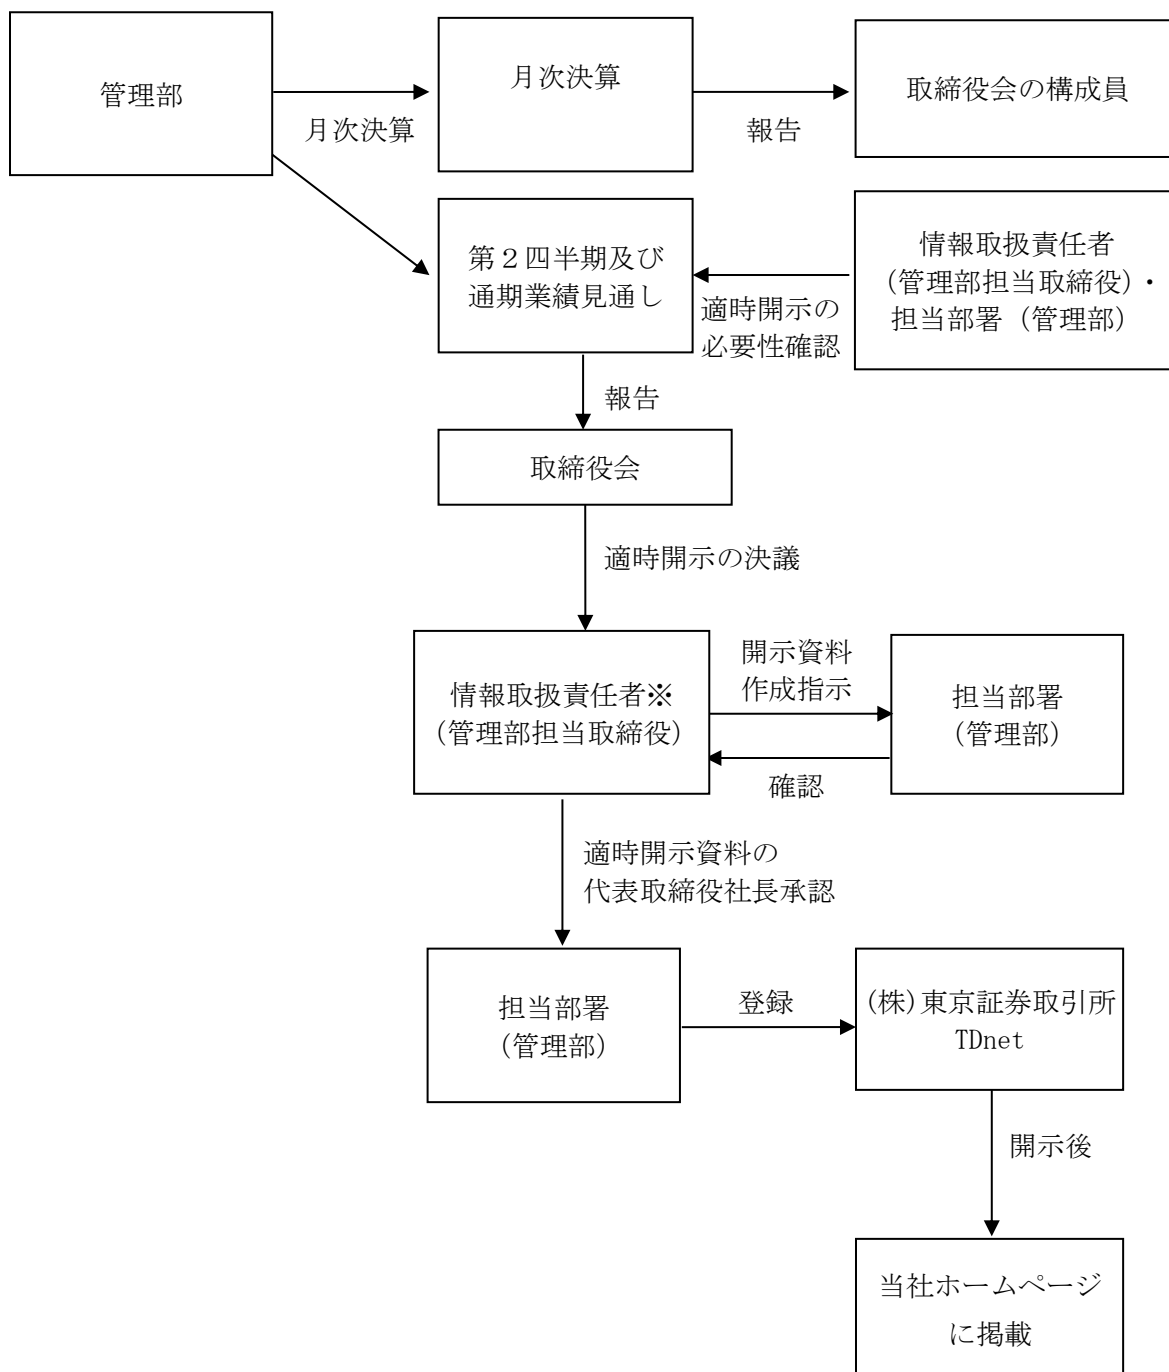 管理部
月次決算
月次決算
報告
取締役会の構成員
第２四半期及び
通期業績見通し
適時開示の
必要性確認
情報取扱責任者
(管理部担当取締役)・
担当部署（管理部）
報告
取締役会
適時開示の決議
情報取扱責任者※
(管理部担当取締役)
開示資料
作成指示
確認
担当部署
(管理部)
適時開示資料の
代表取締役社長承認
担当部署
(管理部)
登録
(株)東京証券取引所
TDnet
開示後
当社ホームページ
に掲載